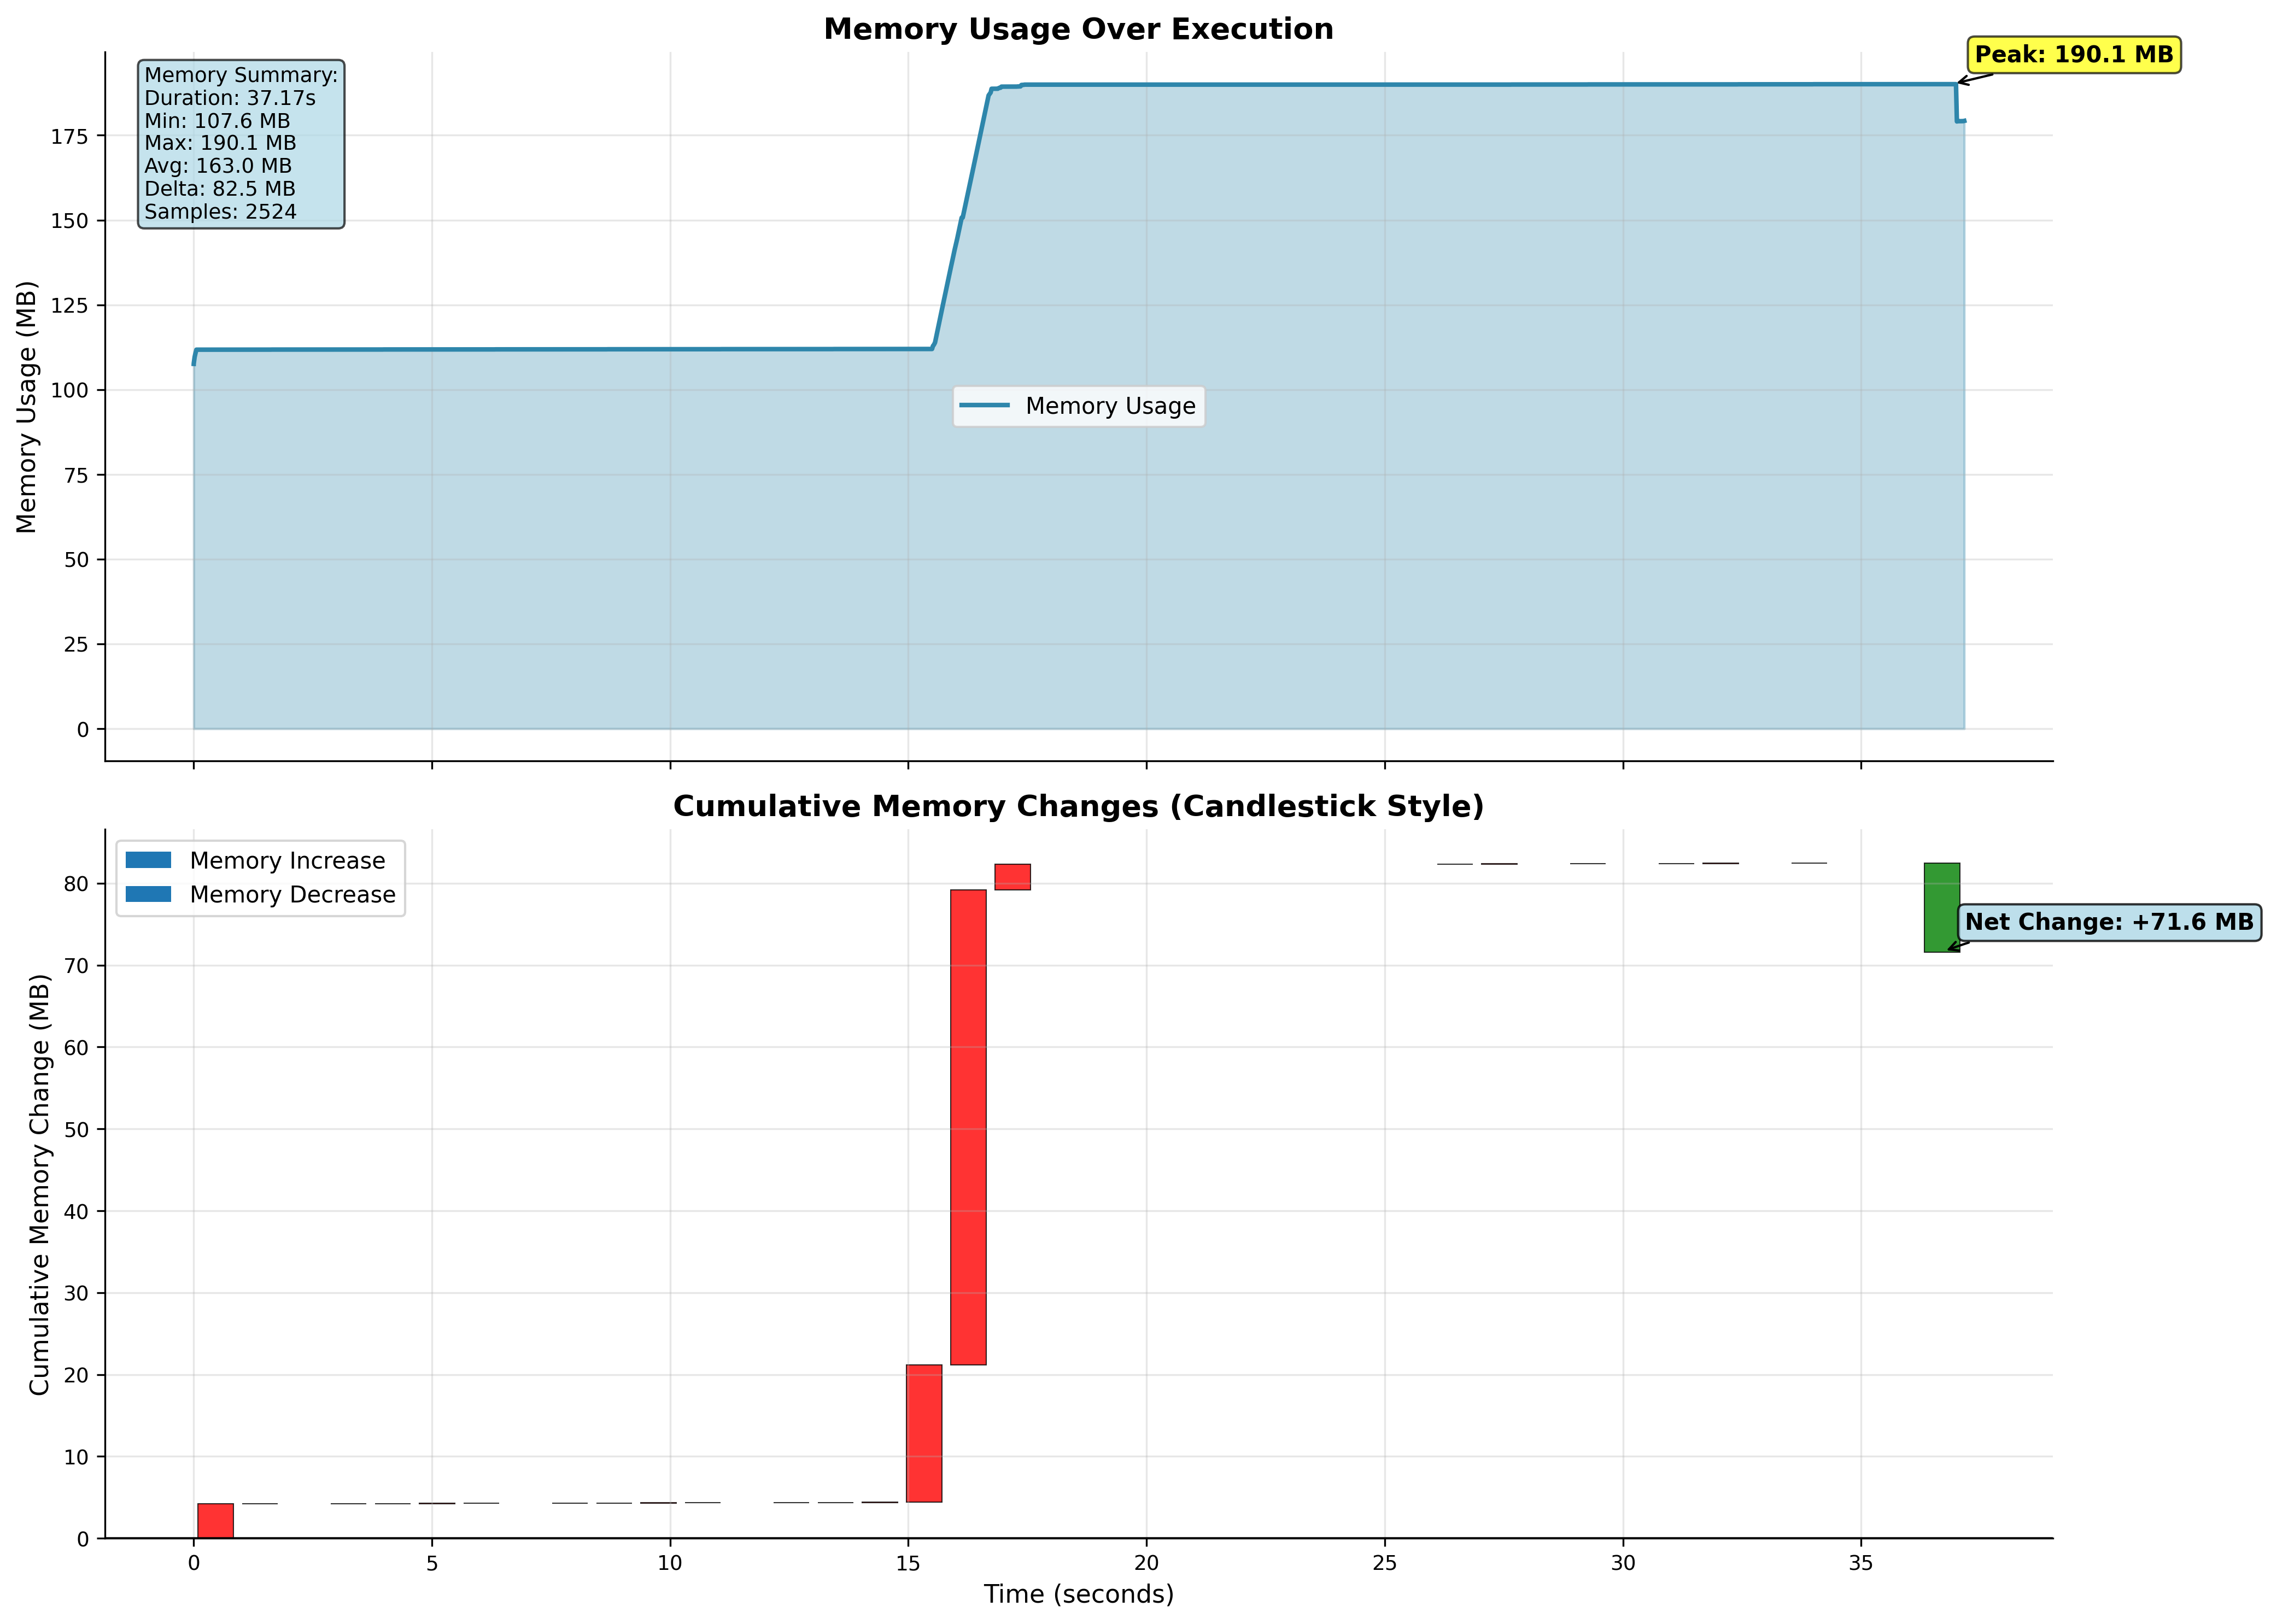 Memory Usage Over Execution
Peak: 190.1 MB
Memory Summary:
Duration: 37.17s
Min: 107.6 MB
Max: 190.1 MB
Avg: 163.0 MB
Delta: 82.5 MB
Samples: 2524
Memory Usage (MB)
175
150
125
100
75
50
25
0
Memory Usage
Cumulative Memory Changes (Candlestick Style)
Memory Increase
Memory Decrease
Net Change: +71.6 MB
Cumulative Memory Change (MB)
80
70
60
50
40
30
20
10
0
0 5 10 15 20 25 30 35
Time (seconds)